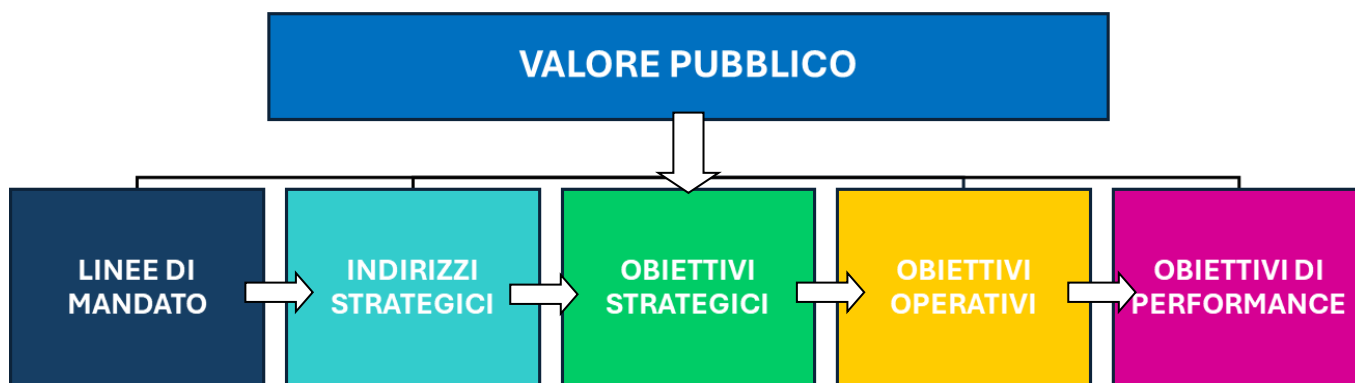 VALORE PUBBLICO
LINEE DI
MANDATO
INDIRIZZI
STRATEGICI
OBIETTIVI
STRATEGICI
OBIETTIVI
OPERATIVI
OBIETTIVI DI
PERFORMANCE